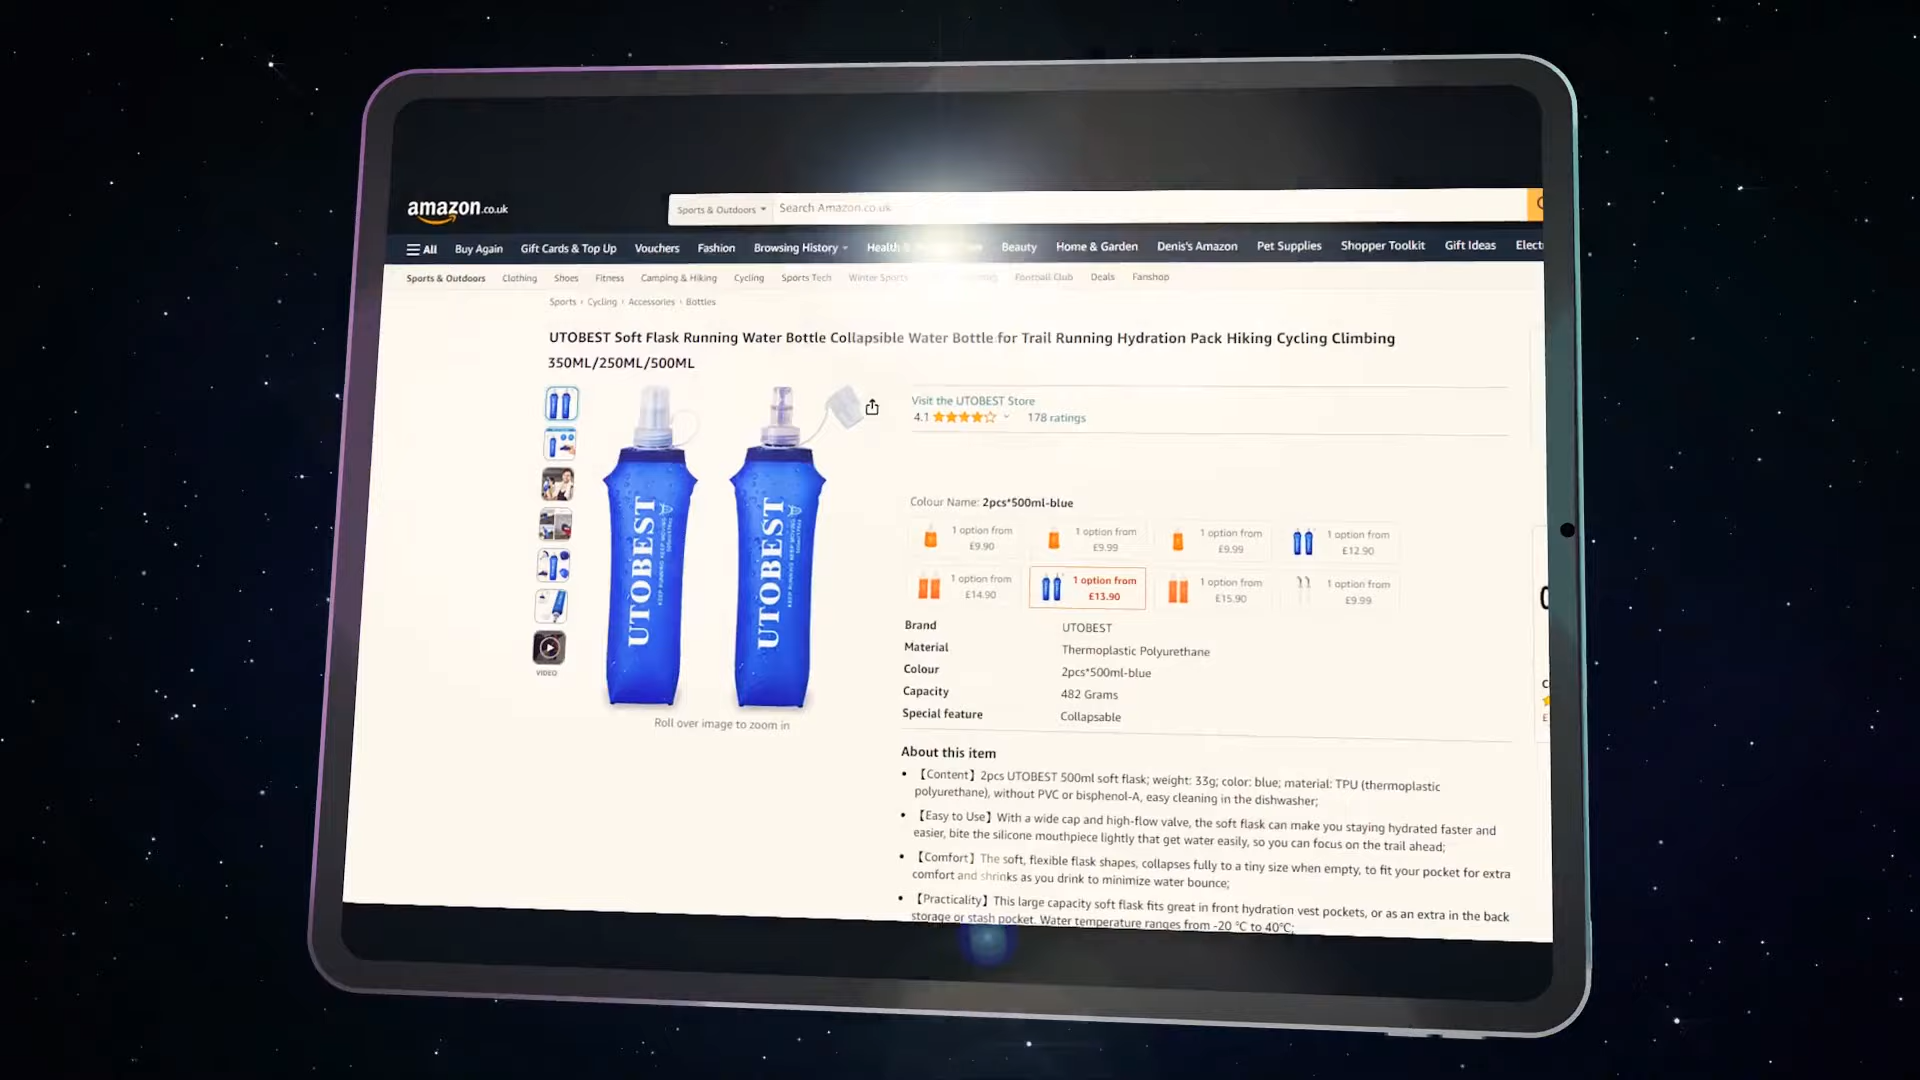 amazon.co.uk
Sports & Outdoors
Search Amazon.co.uk
All Buy Again Gift Cards & Top Up Vouchers Fashion Browsing History Health & Beauty Home & Garden Denis's Amazon Pet Supplies Shopper Toolkit Gift Ideas Elect
Sports & Outdoors Clothing Shoes Fitness Camping & Hiking Cycling Sports Tech Winter Sports Football Club Deals Fanshop
Sports › Cycling › Accessories › Bottles
UTOBEST Soft Flask Running Water Bottle Collapsible Water Bottle for Trail Running Hydration Pack Hiking Cycling Climbing
350ML/250ML/500ML
Visit the UTOBEST Store
4.1 178 ratings
UTOBEST
KEEP RUNNING KEEP MOVING
UTOBEST
KEEP RUNNING KEEP MOVING
VIDEO
Roll over image to zoom in
Colour Name: 2pcs*500ml-blue
1 option from
£9.90
1 option from
£9.99
1 option from
£9.99
1 option from
£12.90
1 option from
£14.90
1 option from
£13.90
1 option from
£15.90
1 option from
£9.99
Brand UTOBEST
Material Thermoplastic Polyurethane
Colour 2pcs*500ml-blue
Capacity 482 Grams
Special feature Collapsable
About this item
• 【Content】2pcs UTOBEST 500ml soft flask; weight: 33g; color: blue; material: TPU (thermoplastic
polyurethane), without PVC or bisphenol-A, easy cleaning in the dishwasher;
• 【Easy to Use】With a wide cap and high-flow valve, the soft flask can make you staying hydrated faster and
easier, bite the silicone mouthpiece lightly that get water easily, so you can focus on the trail ahead;
• 【Comfort】The soft, flexible flask shapes, collapses fully to a tiny size when empty, to fit your pocket for extra
comfort and shrinks as you drink to minimize water bounce;
• 【Practicality】This large capacity soft flask fits great in front hydration vest pockets, or as an extra in the back
storage or stash pocket. Water temperature ranges from -20 °C to 40°C;